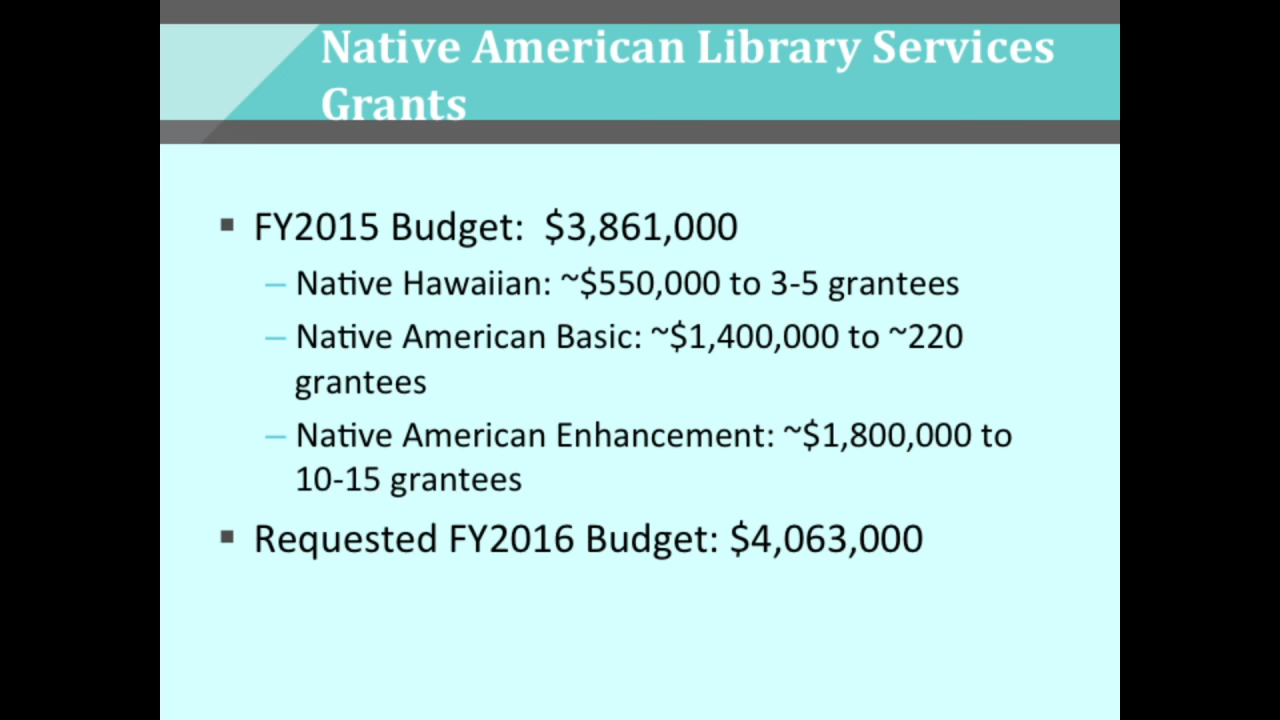 Native American Library Services
Grants
▪ FY2015 Budget:  $3,861,000
– Native Hawaiian: ~$550,000 to 3-5 grantees
– Native American Basic: ~$1,400,000 to ~220
grantees
– Native American Enhancement: ~$1,800,000 to
10-15 grantees
▪ Requested FY2016 Budget: $4,063,000